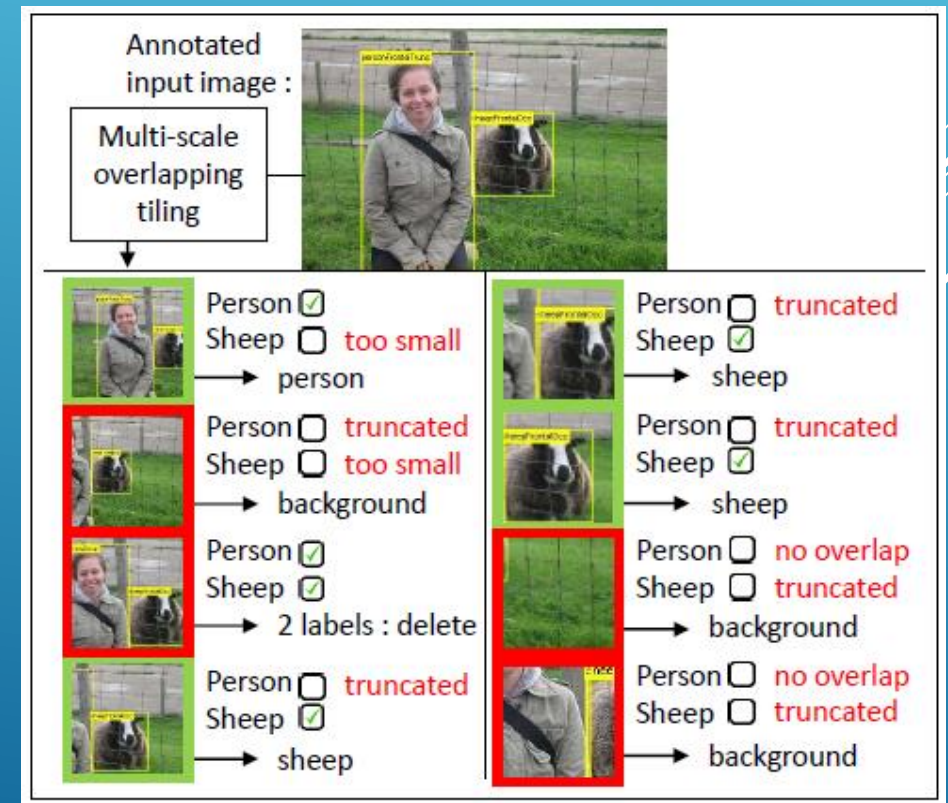 Annotated
input image :
Multi-scale
overlapping
tiling
Person ✓
Sheep too small
person
Person truncated
Sheep too small
background
Person ✓
Sheep ✓
2 labels : delete
Person truncated
Sheep ✓
sheep
Person truncated
Sheep ✓
sheep
Person truncated
Sheep ✓
sheep
Person no overlap
Sheep truncated
background
Person no overlap
Sheep truncated
background